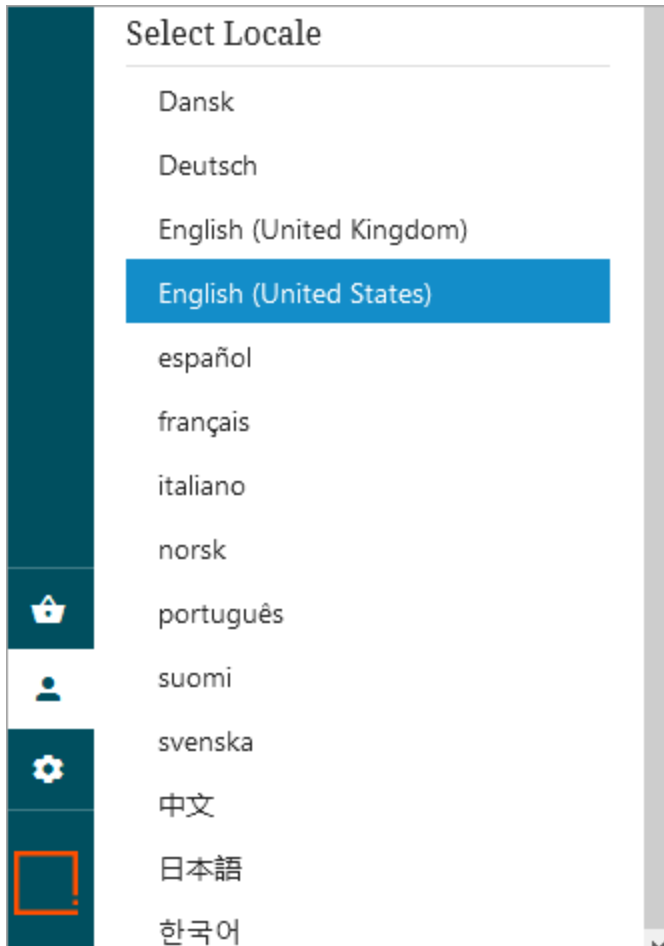 Select Locale
Dansk
Deutsch
English (United Kingdom)
English (United States)
español
français
italiano
norsk
português
suomi
svenska
中文
日本語
한국어